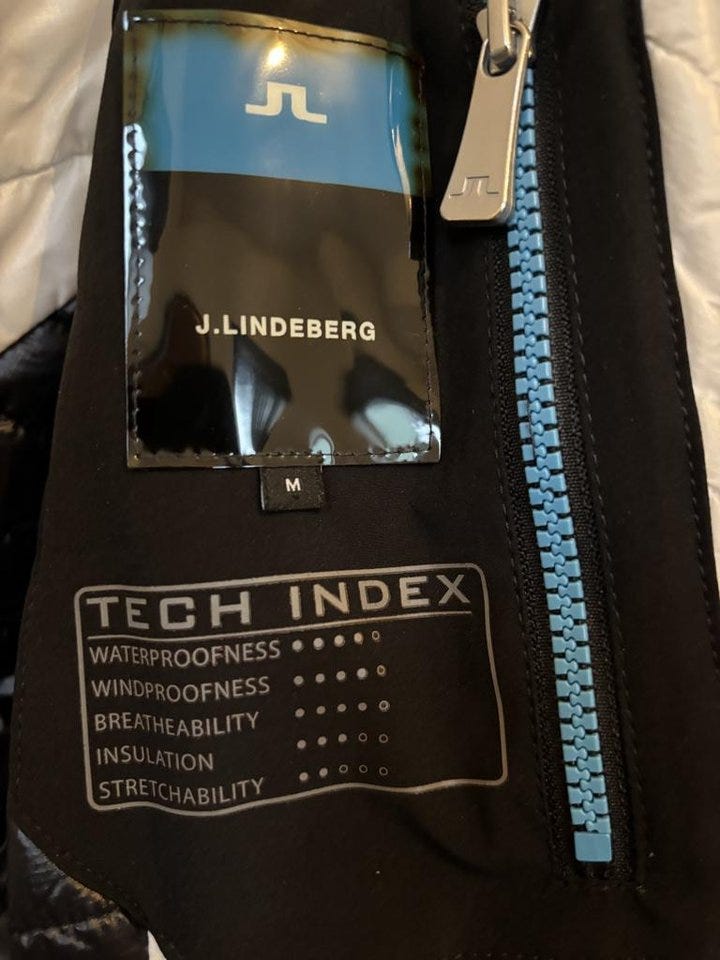 J.LINDEBERG
M
TECH INDEX
WATERPROOFNESS
WINDPROOFNESS
BREATHEABILITY
INSULATION
STRETCHABILITY